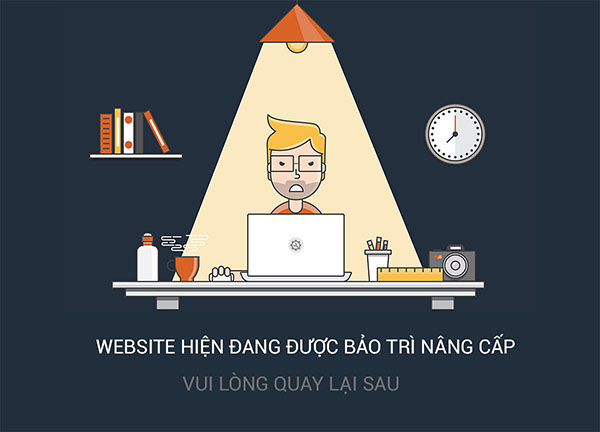 WEBSITE HIỆN ĐANG ĐƯỢC BẢO TRÌ NÂNG CẤP
VUI LÒNG QUAY LẠI SAU